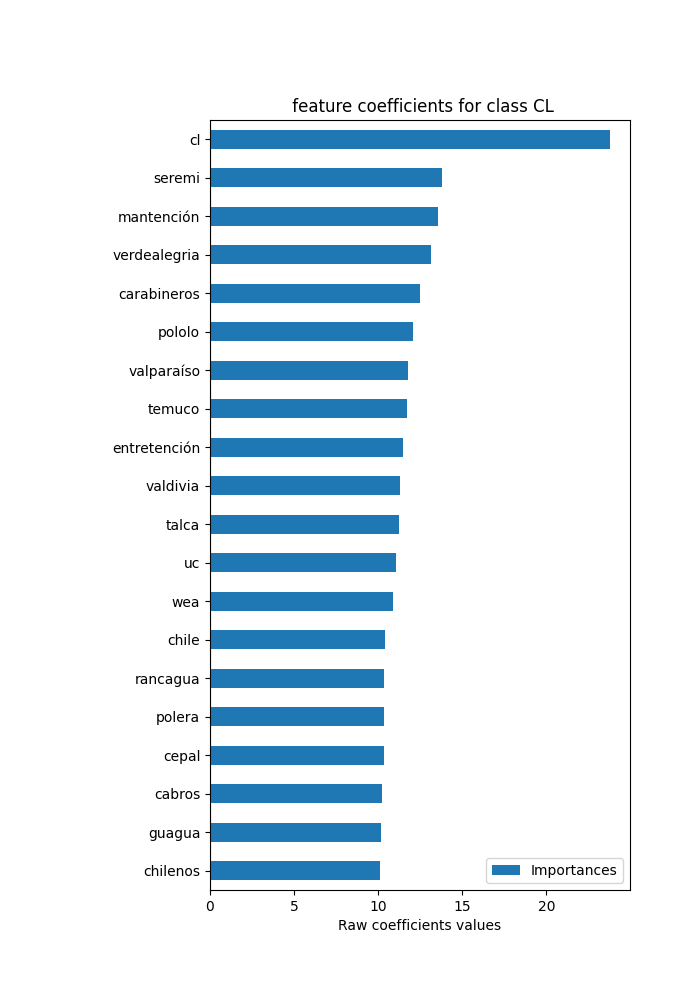 feature coefficients for class CL
cl
seremi
mantención
verdealegria
carabineros
pololo
valparaíso
temuco
entretención
valdivia
talca
uc
wea
chile
rancagua
polera
cepal
cabros
guagua
chilenos
Importances
0 5 10 15 20
Raw coefficients values